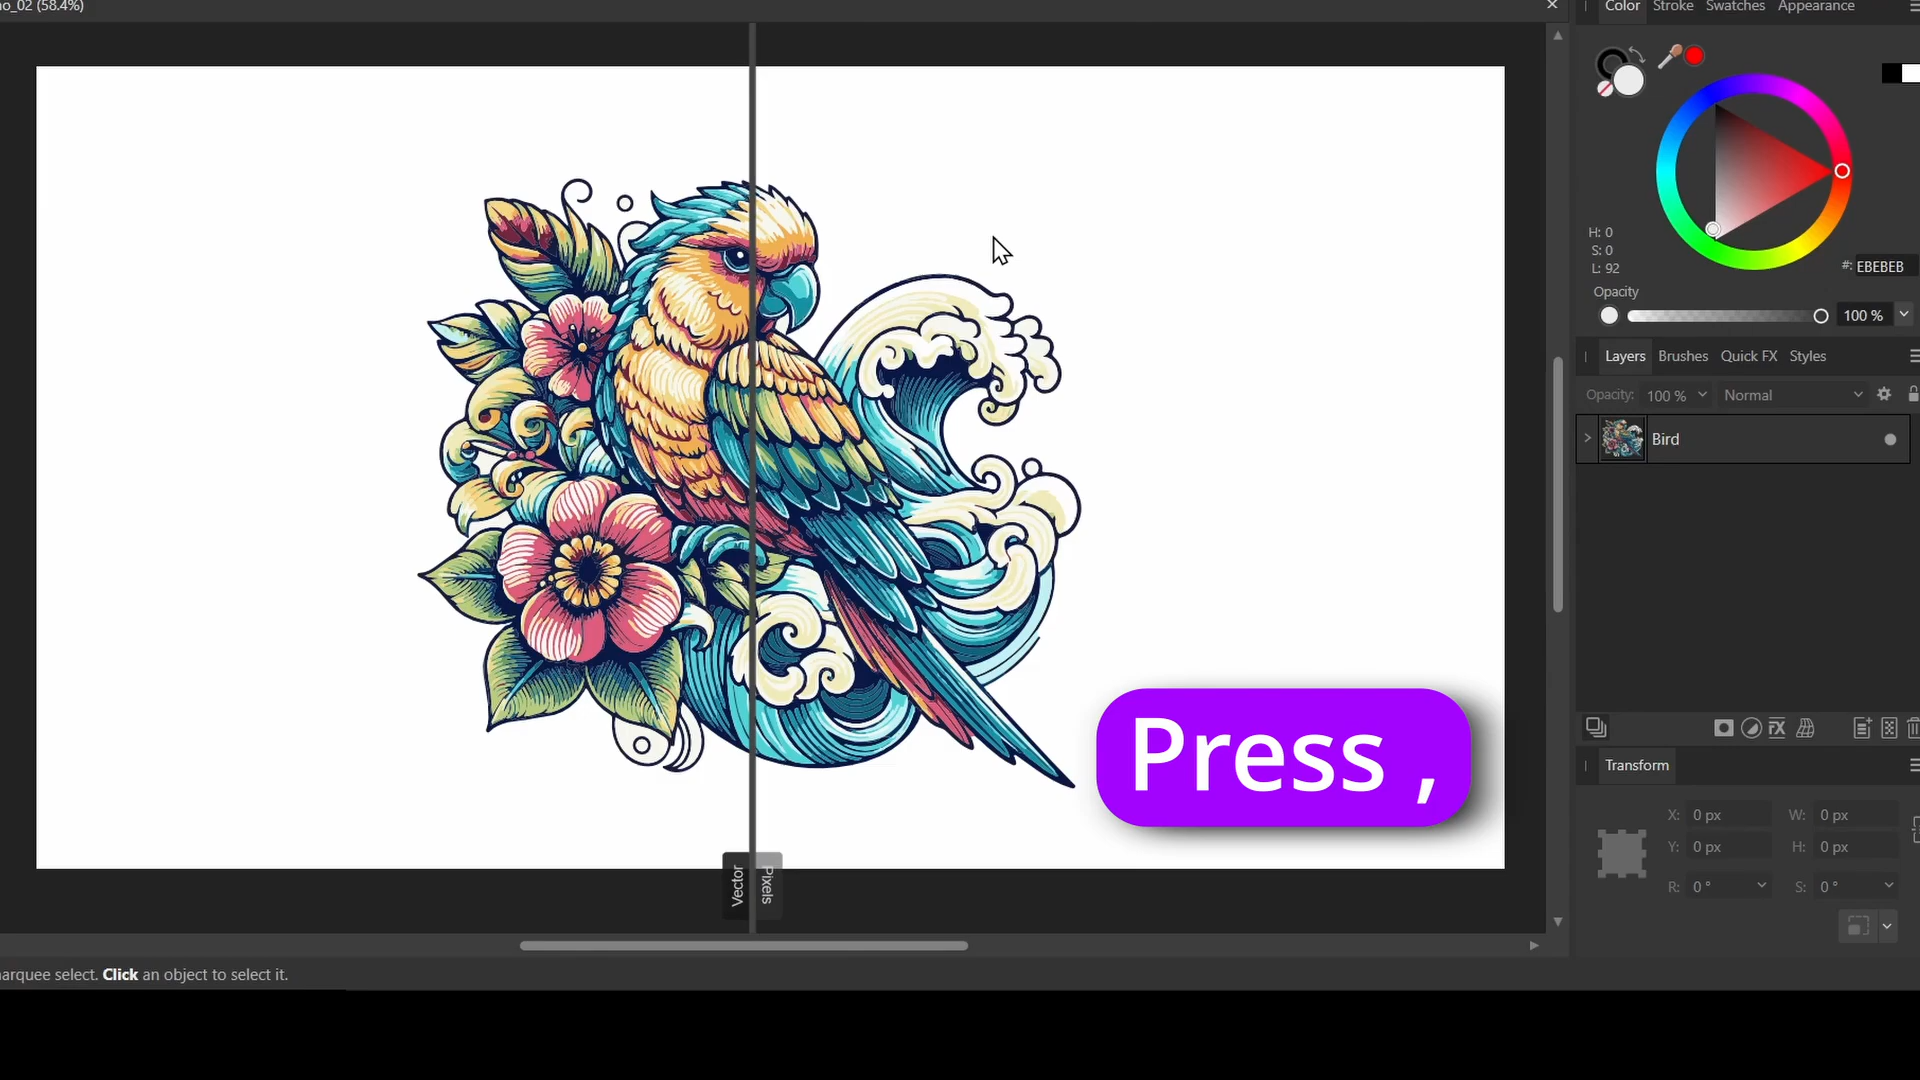 no_02 (58.4%)
Color Stroke Swatches Appearance
H: 0
S: 0
L: 92
#: EBEBEB
Opacity
100 %
Layers Brushes Quick FX Styles
Opacity: 100 % Normal
Bird
Press ,
Transform
X: 0 px W: 0 px
Y: 0 px H: 0 px
R: 0 ° S: 0 °
Vector
Pixels
arquee select. Click an object to select it.